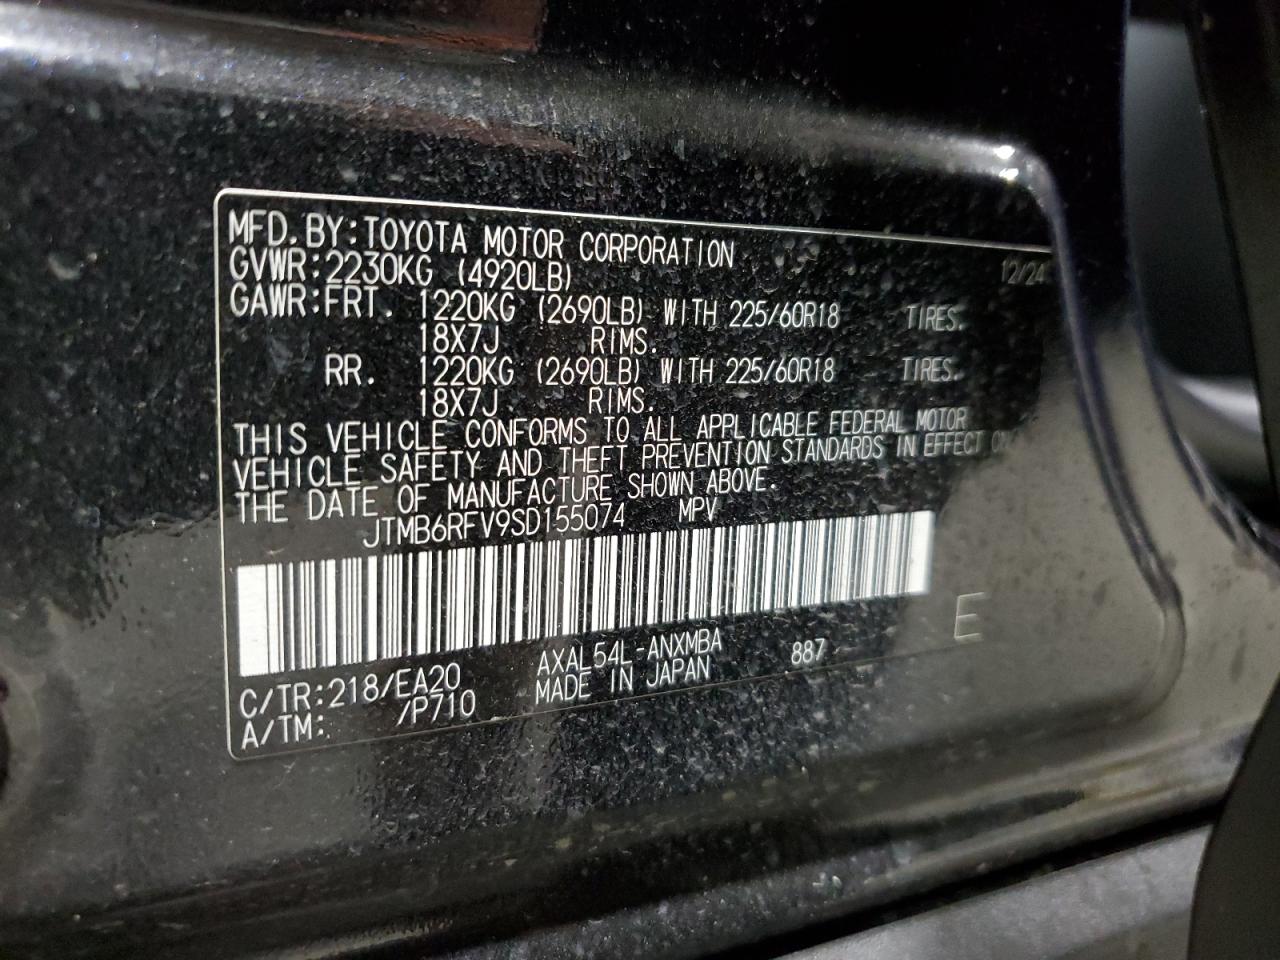 MFD. BY:TOYOTA MOTOR CORPORATION 12/24
GVWR:2230KG (4920LB)
GAWR:FRT. 1220KG (2690LB) WITH 225/60R18 TIRES.
18X7J RIMS.
RR. 1220KG (2690LB) WITH 225/60R18 TIRES.
18X7J RIMS.
THIS VEHICLE CONFORMS TO ALL APPLICABLE FEDERAL MOTOR
VEHICLE SAFETY AND THEFT PREVENTION STANDARDS IN EFFECT ON
THE DATE OF MANUFACTURE SHOWN ABOVE.
JTMB6RFV9SD155074 MPV
C/TR:218/EA20 AXAL54L-ANXMBA 887 E
A/TM: /P710 MADE IN JAPAN